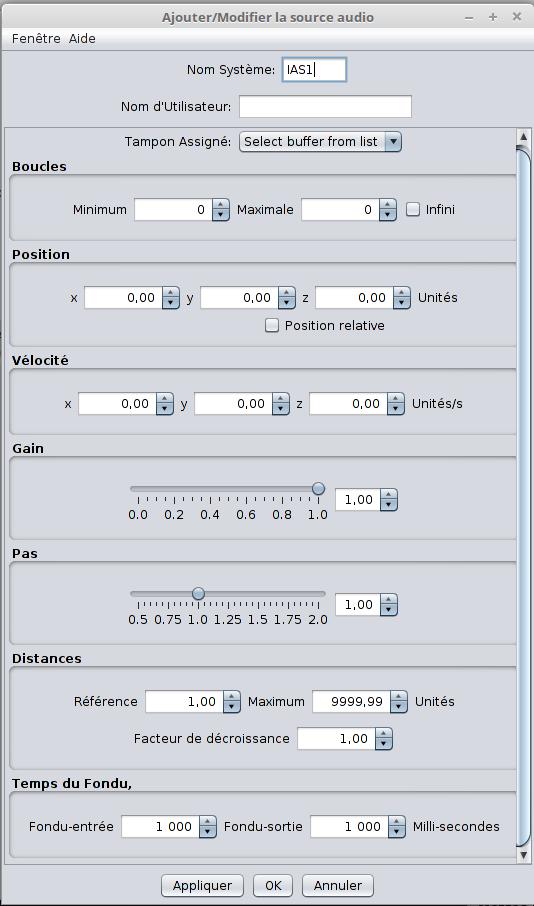 Ajouter/Modifier la source audio
Fenêtre Aide
Nom Système: IAS1
Nom d'Utilisateur:
Tampon Assigné: Select buffer from list
Boucles
Minimum 0 Maximale 0 Infini
Position
x 0,00 y 0,00 z 0,00 Unités
Position relative
Vélocité
x 0,00 y 0,00 z 0,00 Unités/s
Gain
1,00
0.0 0.2 0.4 0.6 0.8 1.0
Pas
1,00
0.5 0.75 1.0 1.25 1.5 1.75 2.0
Distances
Référence 1,00 Maximum 9999,99 Unités
Facteur de décroissance 1,00
Temps du Fondu,
Fondu-entrée 1 000 Fondu-sortie 1 000 Milli-secondes
Appliquer OK Annuler